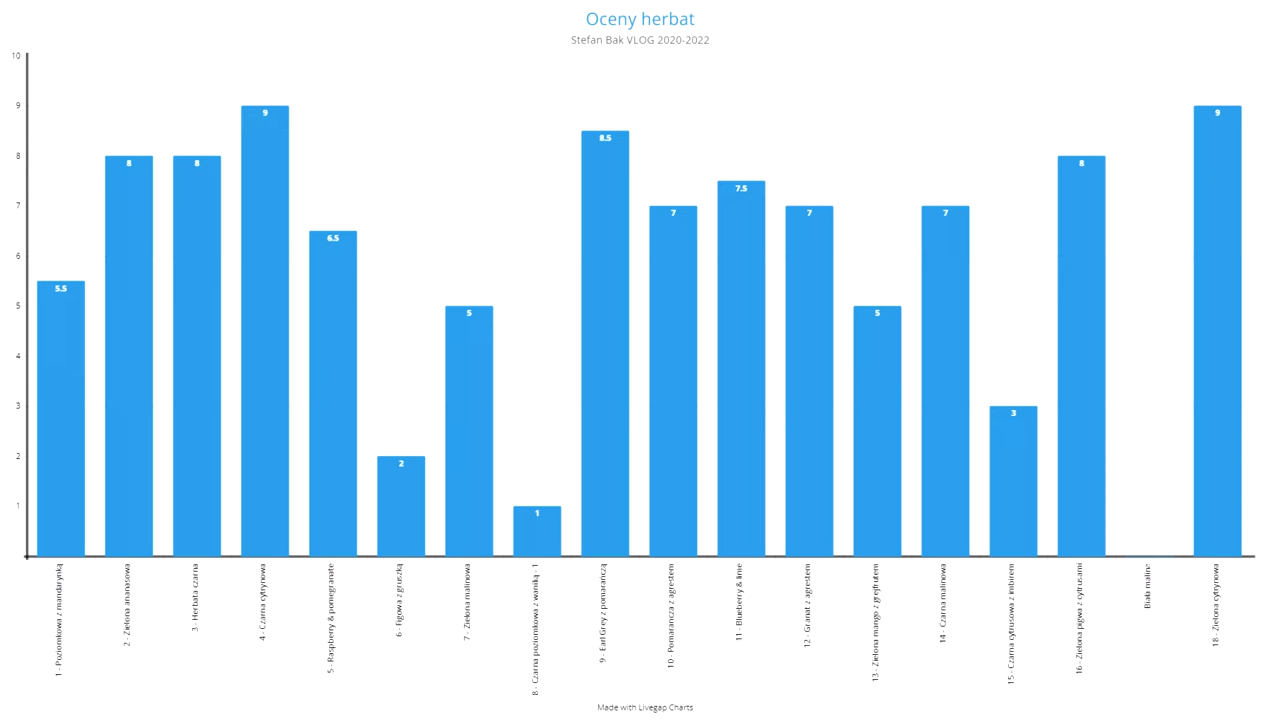 Oceny herbat
Stefan Bak VLOG 2020-2022
10
9
8
7
6
5
4
3
2
1
5.5
8
8
9
6.5
2
5
1
8.5
7
7.5
7
5
7
3
8
9
1 - Poziomkowa z mandarynką
2 - Zielona ananasowa
3 - Herbata czarna
4 - Czarna cytrynowa
5 - Raspberry & pomegranate
6 - Figowa z gruszką
7 - Zielona malinowa
8 - Czarna poziomkowa z wanilią - 1
9 - Earl Grey z pomarańczą
10 - Pomarancza z agrestem
11 - Blueberry & lime
12 - Granat z agrestem
13 - Zielona mango z grejfrutem
14 - Czarna malinowa
15 - Czarna cytrusowa z imbirem
16 - Zielona pigwa z cytrusami
Biała malinc
18 - Zielona cytrynowa
Made with Livegap Charts